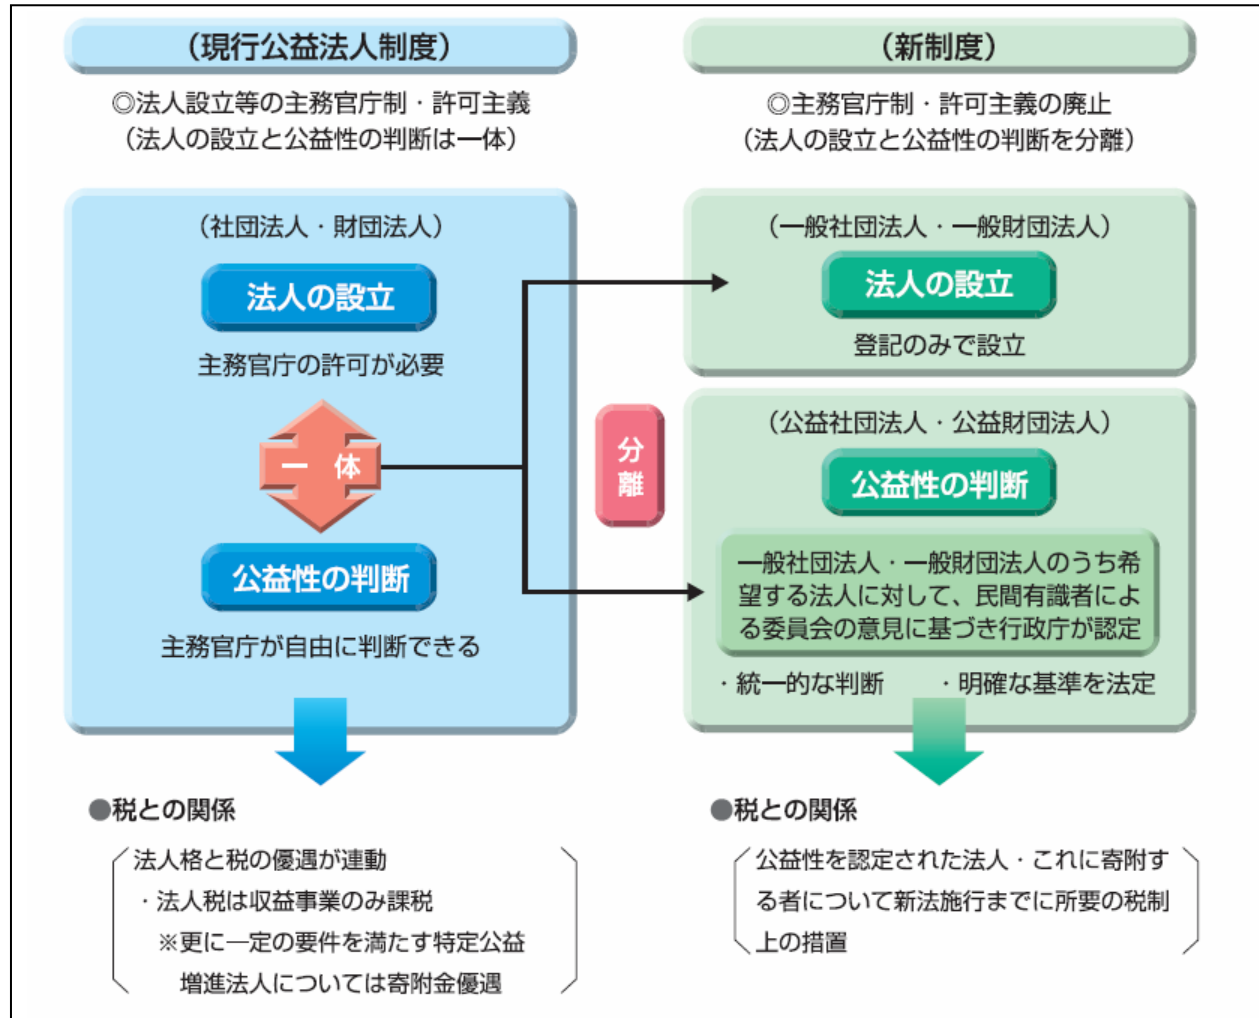 （現行公益法人制度）
◎法人設立等の主務官庁制・許可主義
（法人の設立と公益性の判断は一体）
（社団法人・財団法人）
法人の設立
主務官庁の許可が必要
一 体
公益性の判断
主務官庁が自由に判断できる
●税との関係
法人格と税の優遇が連動
・法人税は収益事業のみ課税
※更に一定の要件を満たす特定公益
増進法人については寄附金優遇
分
離
（新制度）
◎主務官庁制・許可主義の廃止
（法人の設立と公益性の判断を分離）
（一般社団法人・一般財団法人）
法人の設立
登記のみで設立
（公益社団法人・公益財団法人）
公益性の判断
一般社団法人・一般財団法人のうち希
望する法人に対して、民間有識者によ
る委員会の意見に基づき行政庁が認定
・統一的な判断 ・明確な基準を法定
●税との関係
公益性を認定された法人・これに寄附す
る者について新法施行までに所要の税制
上の措置